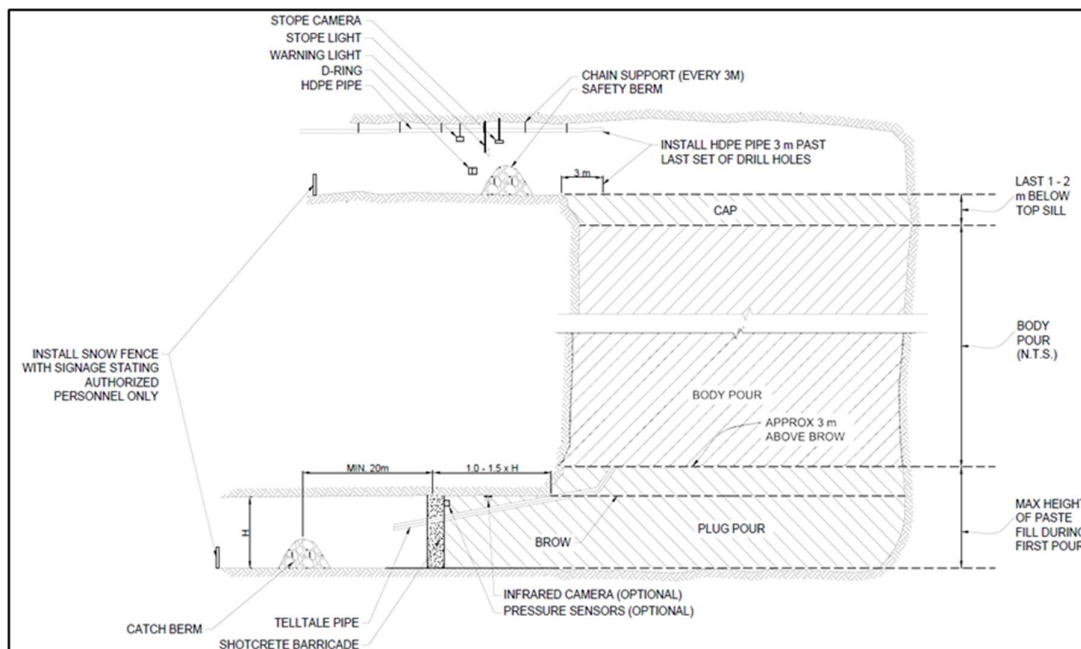 STOPE CAMERA
STOPE LIGHT
WARNING LIGHT
D-RING
HDPE PIPE
CHAIN SUPPORT (EVERY 3M)
SAFETY BERM
INSTALL HDPE PIPE 3 m PAST
LAST SET OF DRILL HOLES
3 m
LAST 1 - 2
m BELOW
TOP SILL
CAP
INSTALL SNOW FENCE
WITH SIGNAGE STATING
AUTHORIZED
PERSONNEL ONLY
BODY
POUR
(N.T.S.)
BODY POUR
APPROX 3 m
ABOVE BROW
MIN. 20m
1.0 - 1.5 x H
H
BROW
PLUG POUR
MAX HEIGHT
OF PASTE
FILL DURING
FIRST POUR
INFRARED CAMERA (OPTIONAL)
PRESSURE SENSORS (OPTIONAL)
TELLTALE PIPE
CATCH BERM
SHOTCRETE BARRICADE